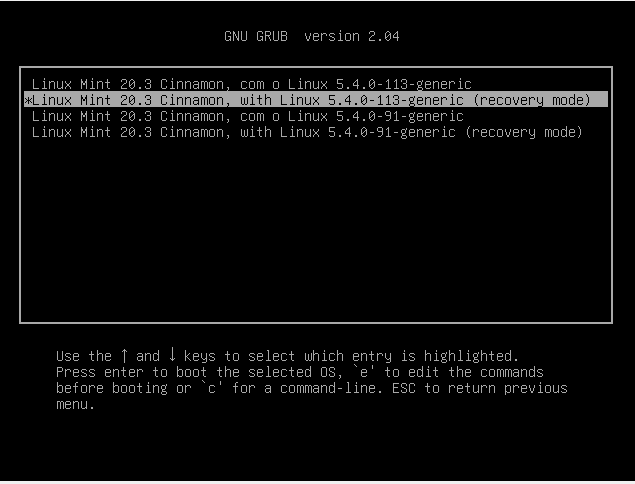 GNU GRUB  version 2.04
Linux Mint 20.3 Cinnamon, com o Linux 5.4.0-113-generic
*Linux Mint 20.3 Cinnamon, with Linux 5.4.0-113-generic (recovery mode)
Linux Mint 20.3 Cinnamon, com o Linux 5.4.0-91-generic
Linux Mint 20.3 Cinnamon, with Linux 5.4.0-91-generic (recovery mode)
Use the ↑ and ↓ keys to select which entry is highlighted.
Press enter to boot the selected OS, `e' to edit the commands
before booting or `c' for a command-line. ESC to return previous
menu.